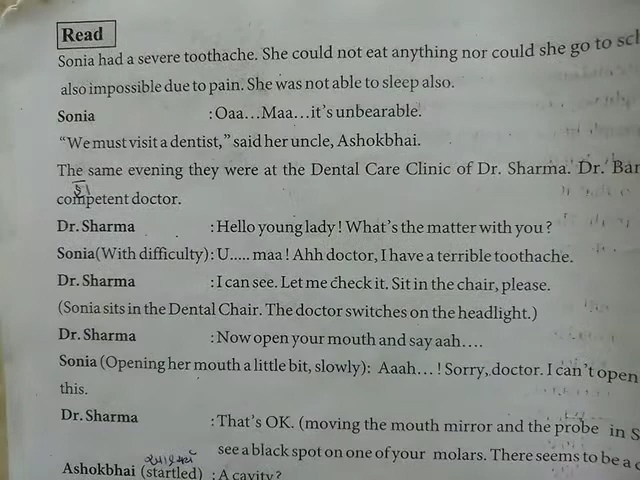 Read
Sonia had a severe toothache. She could not eat anything nor could she go to
also impossible due to pain. She was not able to sleep also.
Sonia : Oaa...Maa...it's unbearable.
"We must visit a dentist," said her uncle, Ashokbhai.
The same evening they were at the Dental Care Clinic of Dr. Sharma. Dr.
competent doctor.
Dr. Sharma : Hello young lady ! What's the matter with you ?
Sonia(With difficulty): U..... maa ! Ahh doctor, I have a terrible toothache.
Dr. Sharma : I can see. Let me check it. Sit in the chair, please.
(Sonia sits in the Dental Chair. The doctor switches on the headlight.)
Dr. Sharma : Now open your mouth and say aah....
Sonia (Opening her mouth a little bit, slowly): Aaah... ! Sorry, doctor. I can't open
this.
Dr. Sharma : That's OK. (moving the mouth mirror and the probe in
see a black spot on one of your molars. There seems to be a
Ashokbhai (startled) : A cavity?